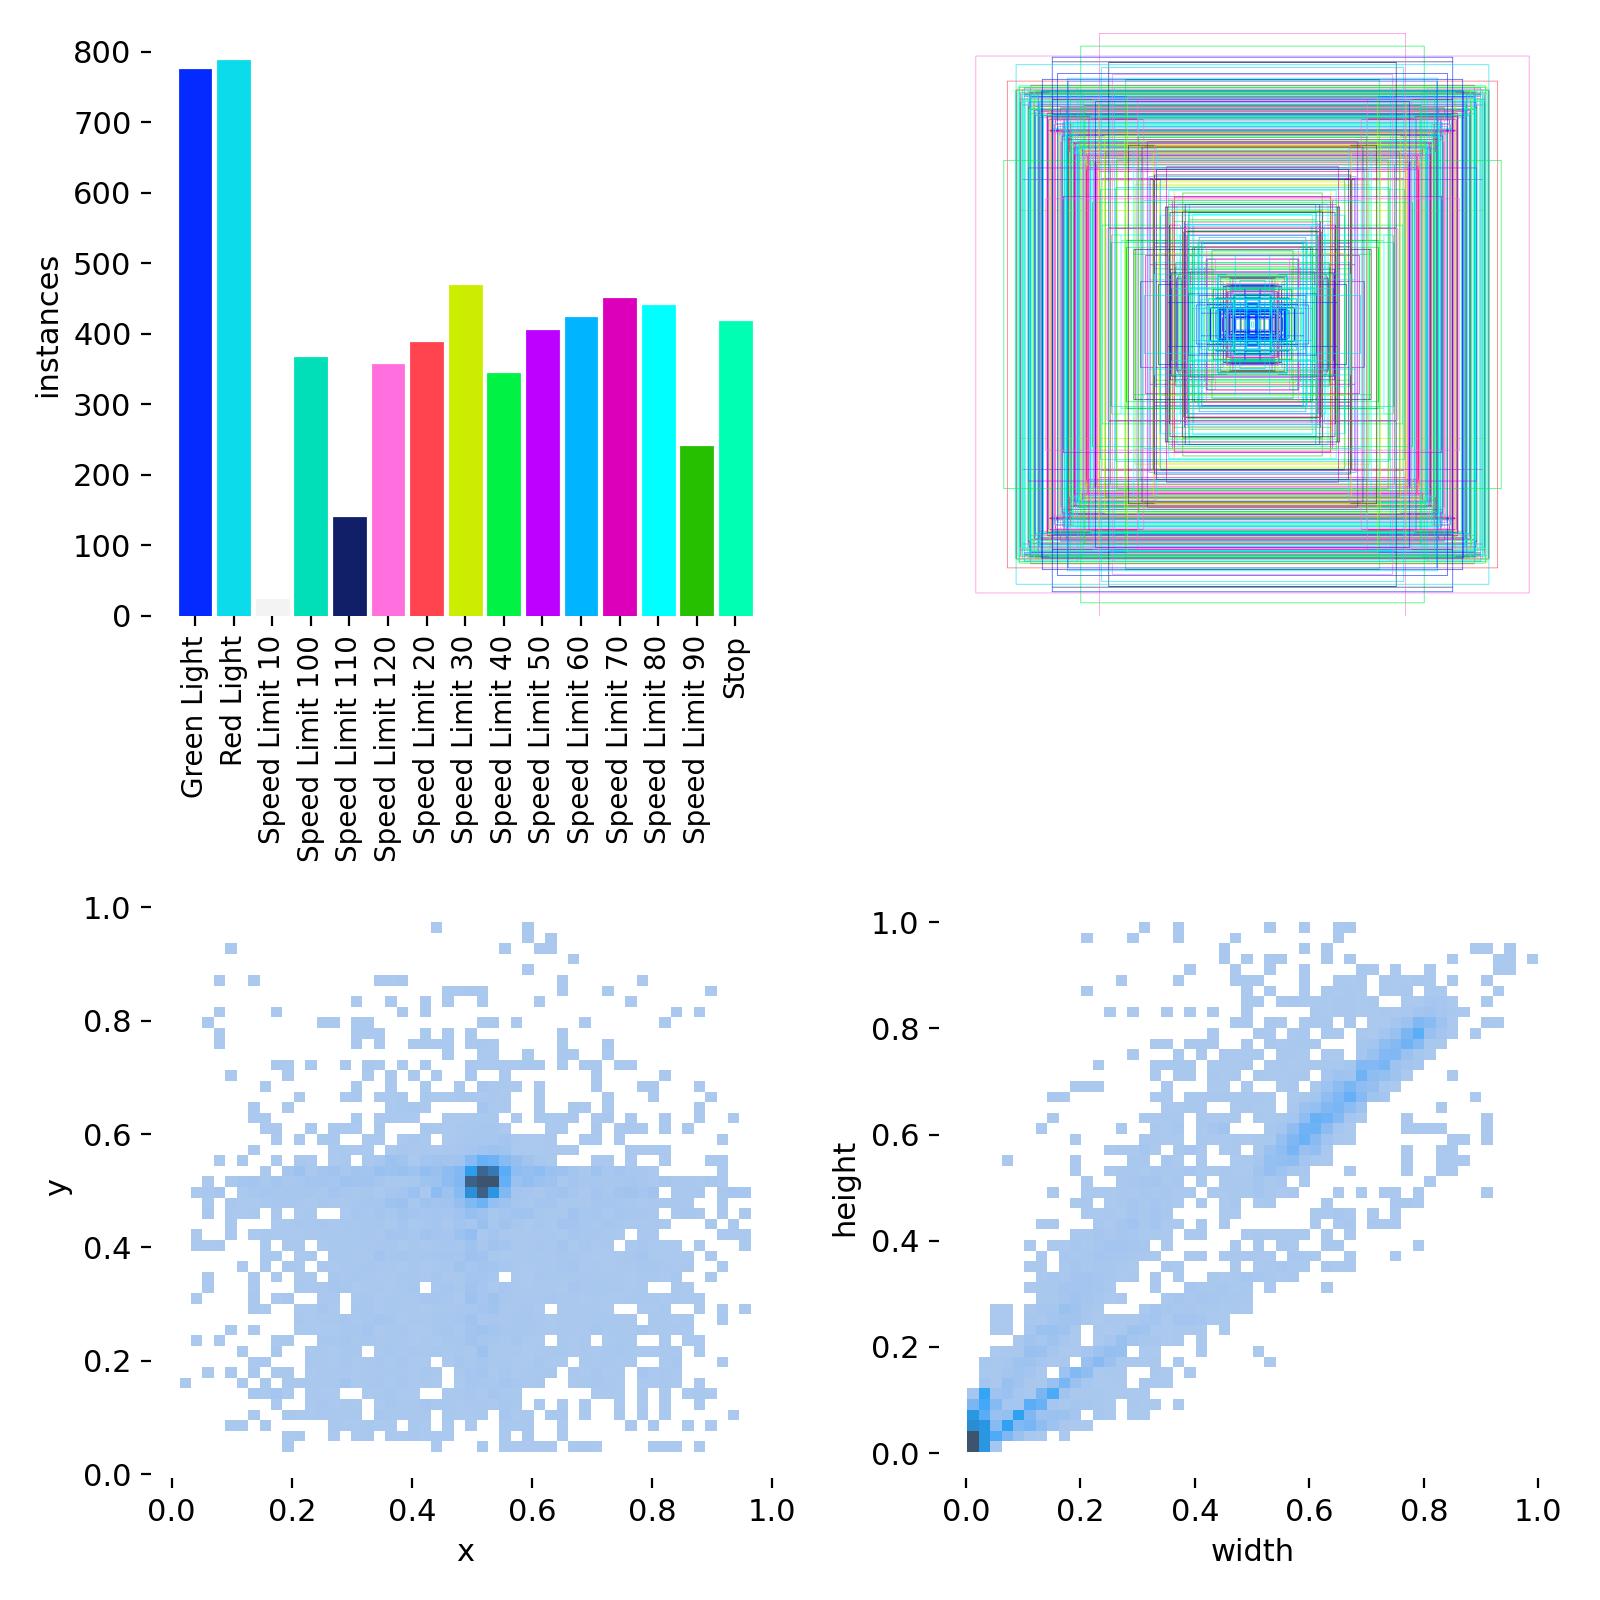 800
700
600
500
400
300
200
100
0
instances
Green Light
Red Light
Speed Limit 10
Speed Limit 100
Speed Limit 110
Speed Limit 120
Speed Limit 20
Speed Limit 30
Speed Limit 40
Speed Limit 50
Speed Limit 60
Speed Limit 70
Speed Limit 80
Speed Limit 90
Stop
1.0
0.8
0.6
0.4
0.2
0.0
y
0.0 0.2 0.4 0.6 0.8 1.0
x
1.0
0.8
0.6
0.4
0.2
0.0
height
0.0 0.2 0.4 0.6 0.8 1.0
width